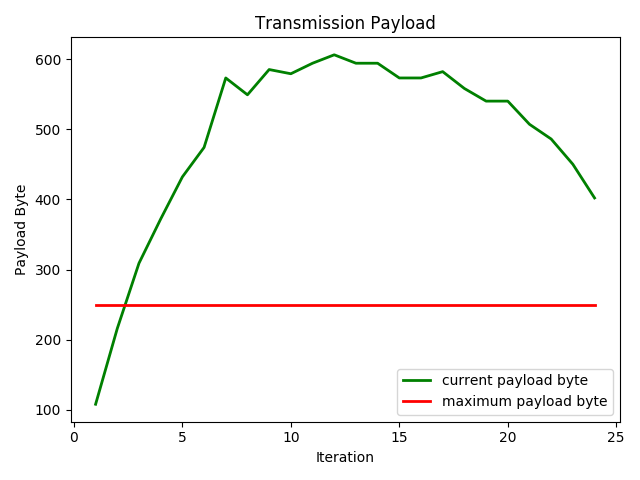 Transmission Payload
Payload Byte
600
500
400
300
200
100
0
5
10
15
20
25
Iteration
current payload byte
maximum payload byte